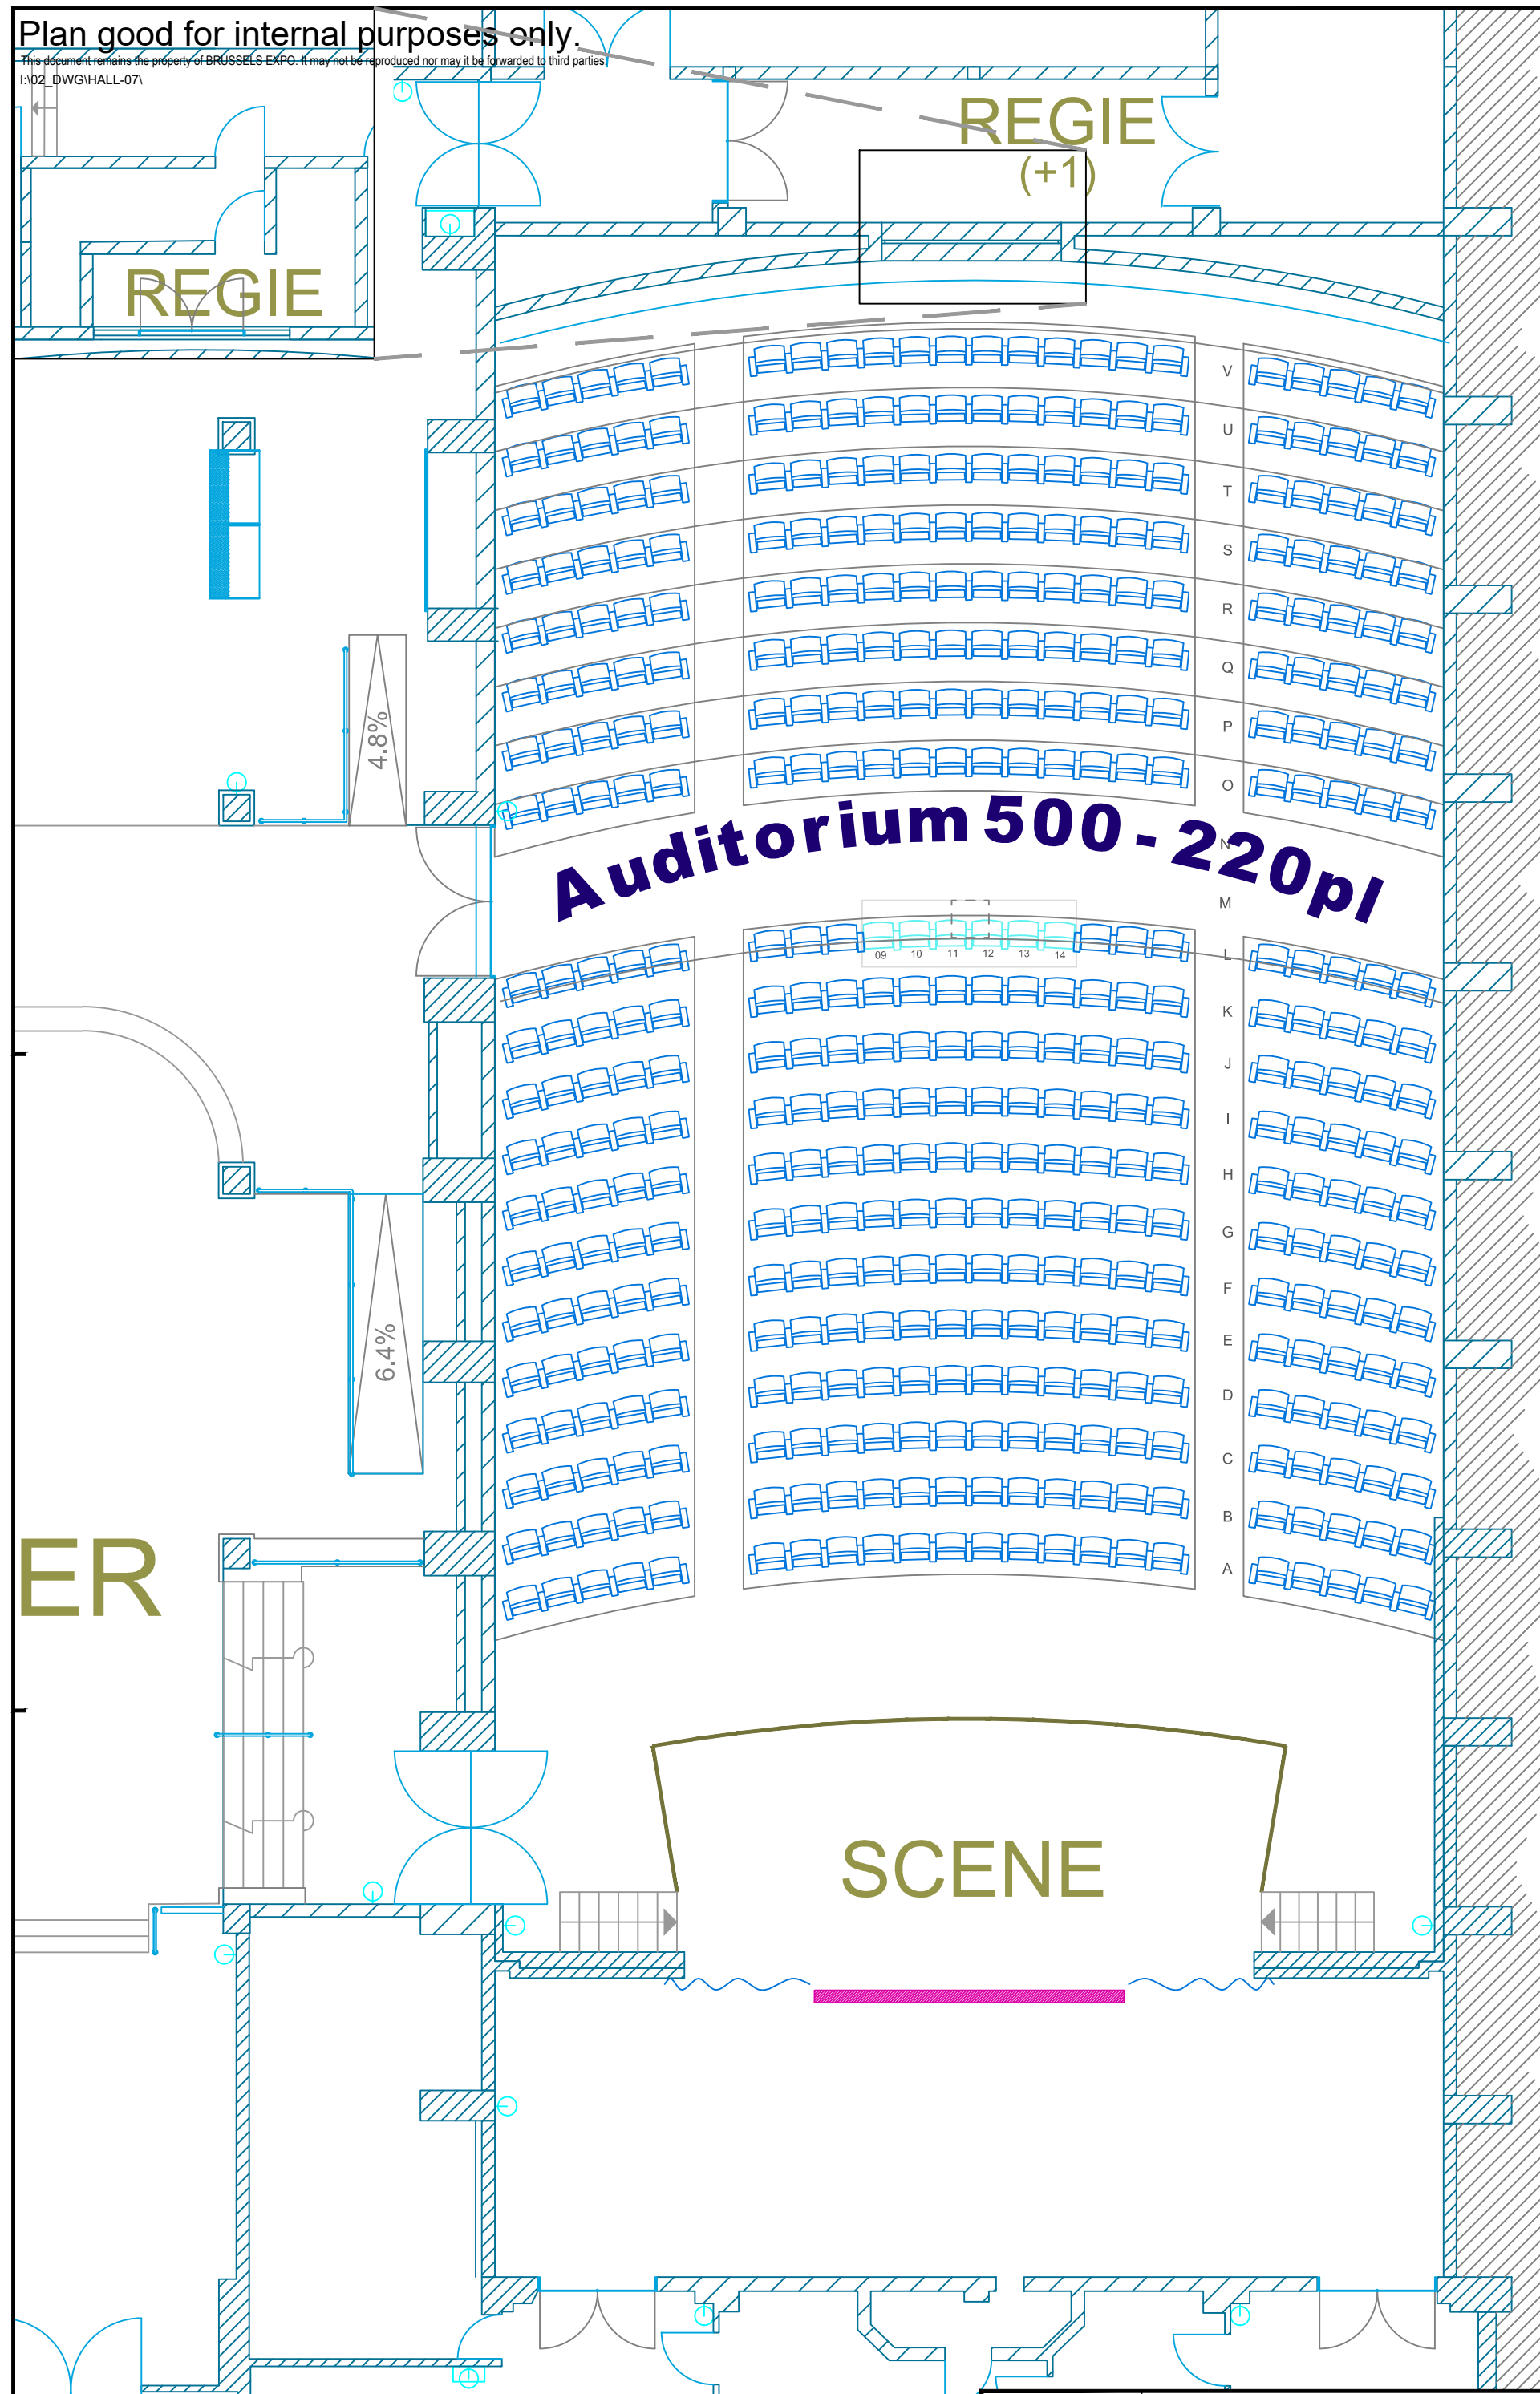 Plan good for internal purposes only.
This document remains the property of BRUSSELS EXPO. It may not be reproduced nor may it be forwarded to third parties.
I:\02_DWG\HALL-07\
REGIE
(+1)
REGIE
V
U
T
S
R
Q
P
O
4.8%
Auditorium 500 - 220pl
N
M
L
09 10 11 12 13 14
K
J
I
H
G
F
E
D
C
B
A
6.4%
ER
SCENE